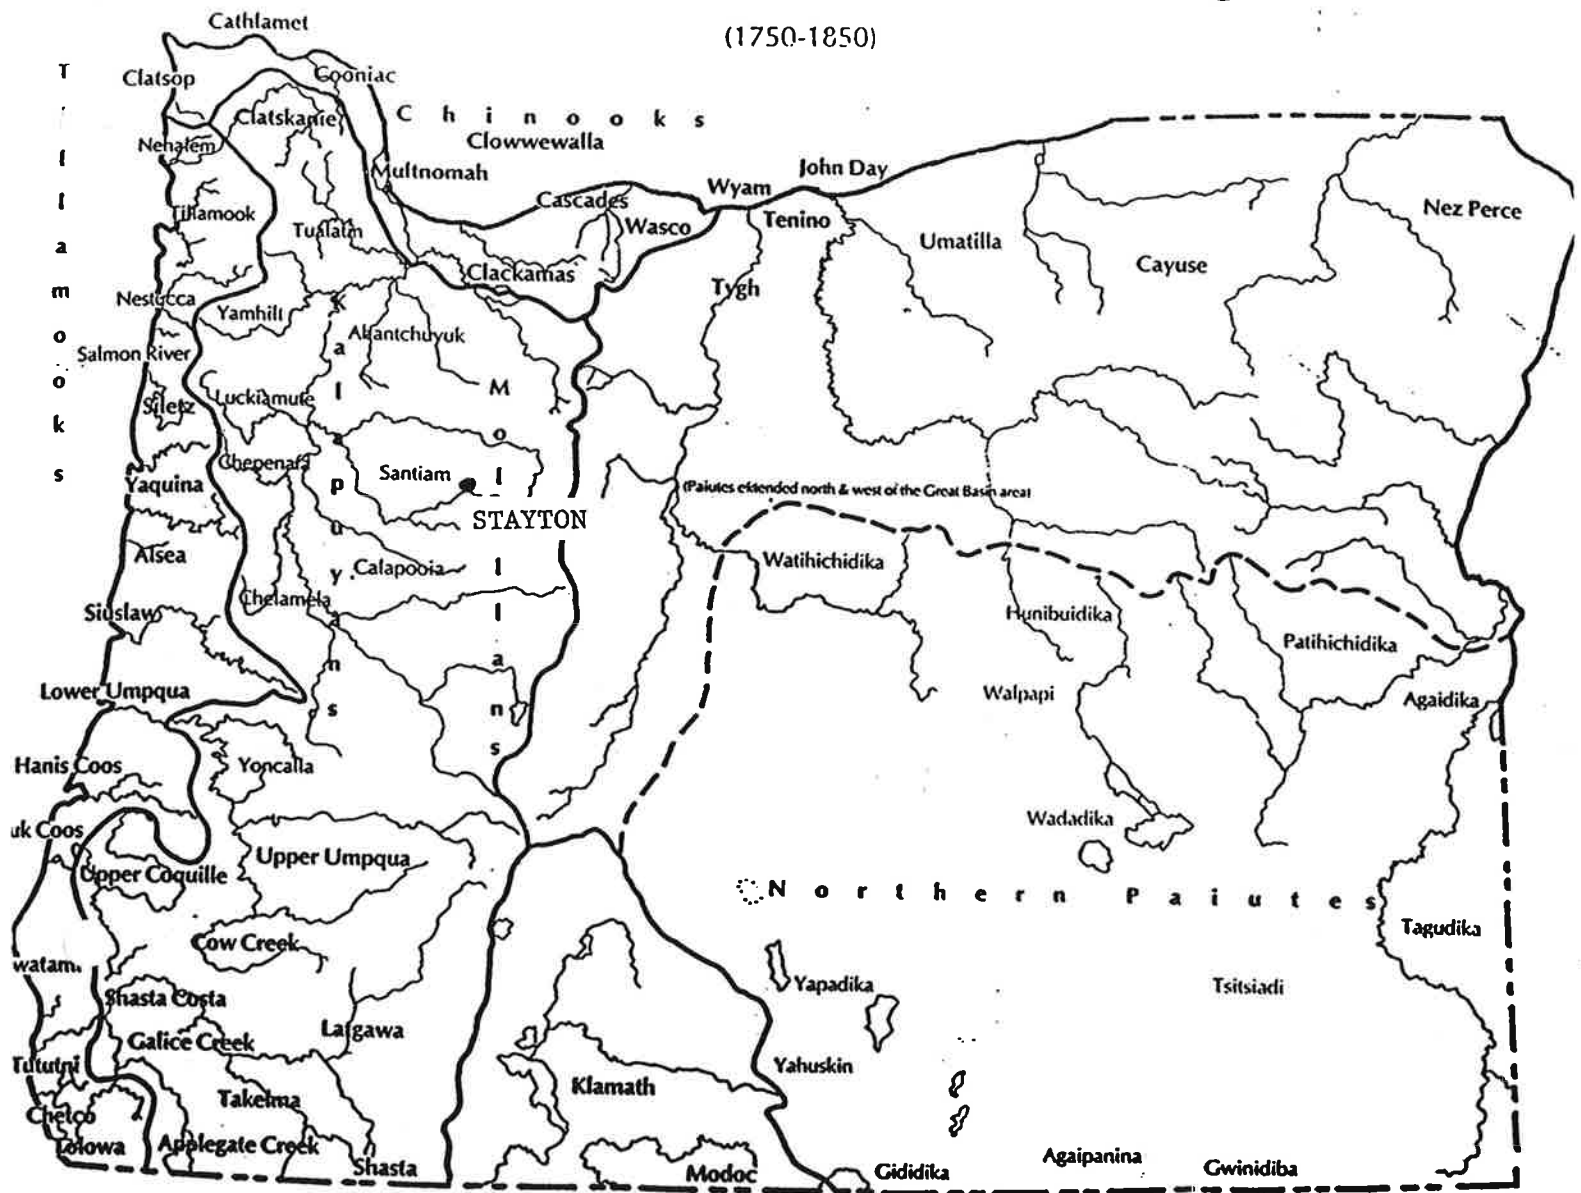 (1750-1850)
Cathlamet
Clatsop
Cooniac
Chinooks
Clatskanie
Clowwewalla
Nehalem
Multnomah
Tillamooks
Wyam
John Day
Cascades
Tillamook
Tualatin
Wasco
Tenino
Umatilla
Nez Perce
Cayuse
Clackamas
Tygh
Nestucca
Yamhill
Ahantchuyuk
Kalapuyans
Molallans
Salmon River
Siletz
Luckiamute
Chepenafa
Santiam
Yaquina
(Paiutes extended north & west of the Great Basin area)
STAYTON
Alsea
Calapooia
Watihichidika
Chelamela
Siuslaw
Hunibuidika
Patihichidika
Lower Umpqua
Walpapi
Agaidika
Hanis Coos
Yoncalla
uk Coos
Wadadika
Upper Umpqua
Upper Coquille
Northern Paiutes
Cow Creek
Tagudika
watami
Yapadika
Tsitsiadi
Shasta Costa
Latgawa
Galice Creek
Tututni
Yahuskin
Klamath
Takelma
Chetco
Tolowa
Applegate Creek
Shasta
Modoc
Gididika
Agaipanina
Gwinidiba